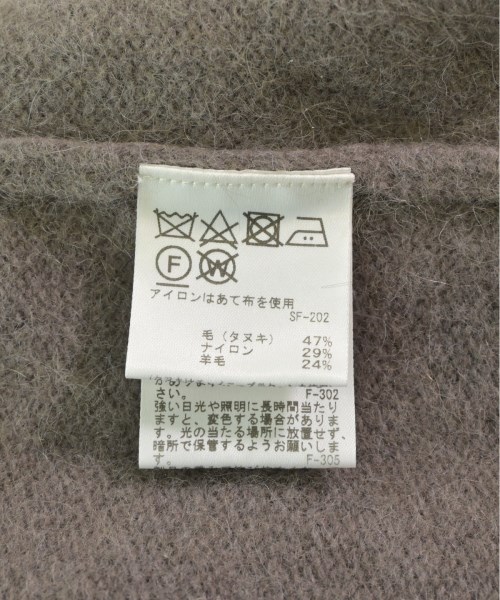 F W
アイロンはあて布を使用
SF-202
毛(タヌキ) 47%
ナイロン 29%
羊毛 24%
さい。 F-302
強い日光や照明に長時間当たり
ますと、変色する場合がありま
す。光の当たる場所に放置せず、
暗所で保管するようお願いしま
す。 F-305